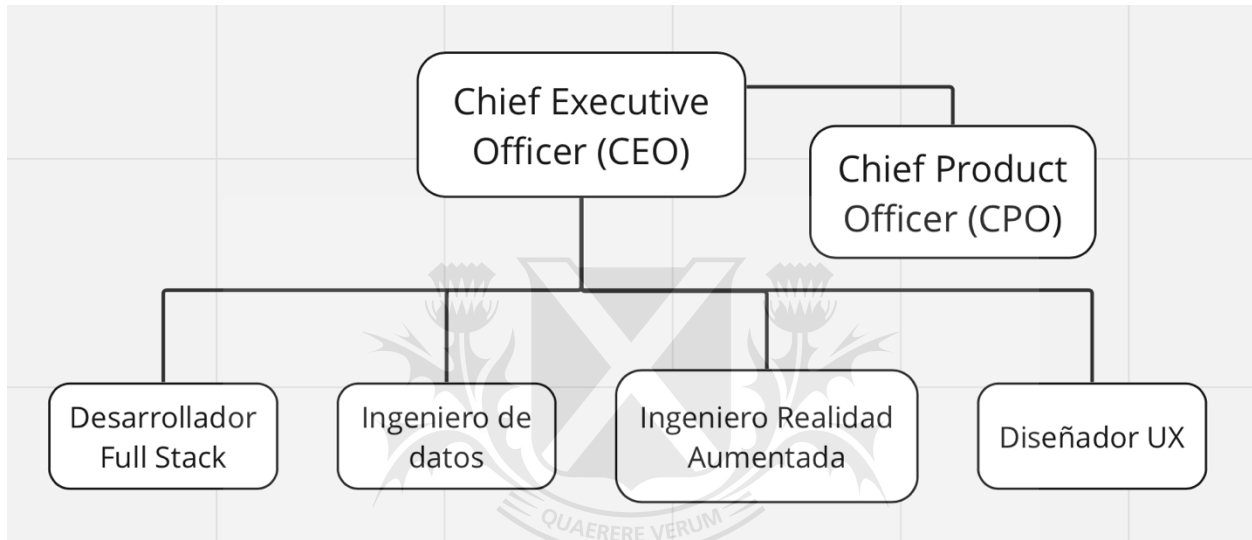 Chief Executive
Officer (CEO)
Chief Product
Officer (CPO)
Desarrollador
Full Stack
Ingeniero de
datos
Ingeniero Realidad
Aumentada
Diseñador UX
QUAERERE VERUM